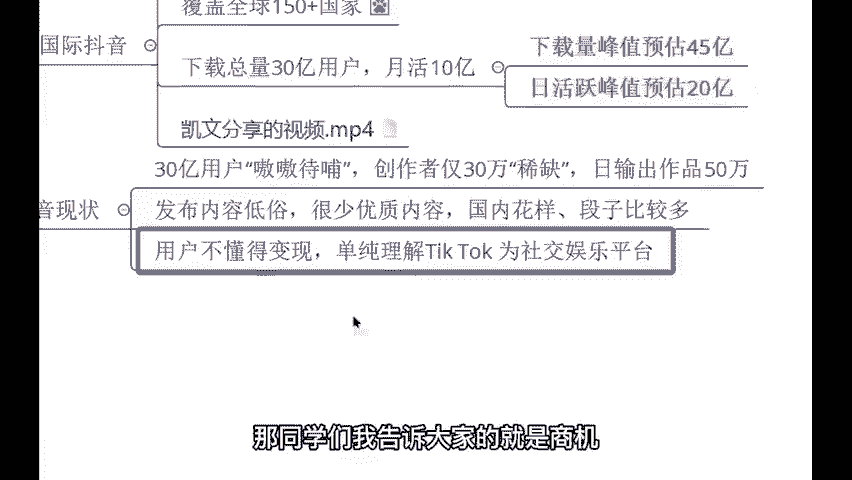 覆盖全球150+国家
国际抖音
下载总量30亿用户，月活10亿
下载量峰值预估45亿
日活跃峰值预估20亿
凯文分享的视频.mp4
30亿用户“嗷嗷待哺”，创作者仅30万“稀缺”，日输出作品50万
音现状
发布内容低俗，很少优质内容，国内花样、段子比较多
用户不懂得变现，单纯理解Tik Tok 为社交娱乐平台
那同学们我告诉大家的就是商机